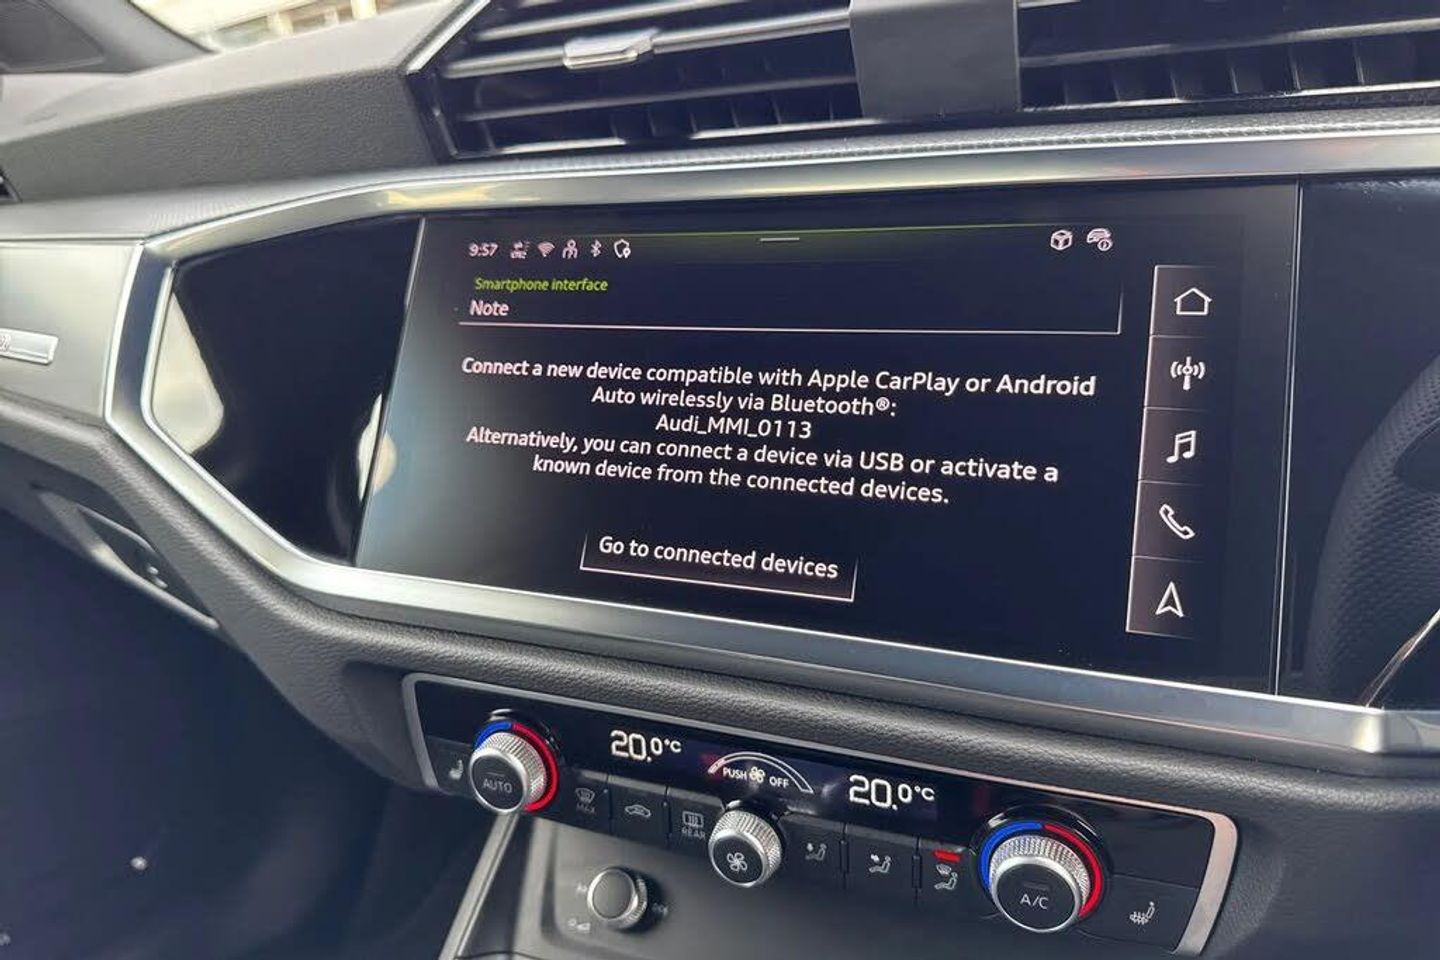 9:57
Smartphone interface
Note
Connect a new device compatible with Apple CarPlay or Android
Auto wirelessly via Bluetooth®:
Audi_MMI_0113
Alternatively, you can connect a device via USB or activate a
known device from the connected devices.
Go to connected devices
20.0°C
PUSH OFF
20.0°C
AUTO
MAX
REAR
A/C